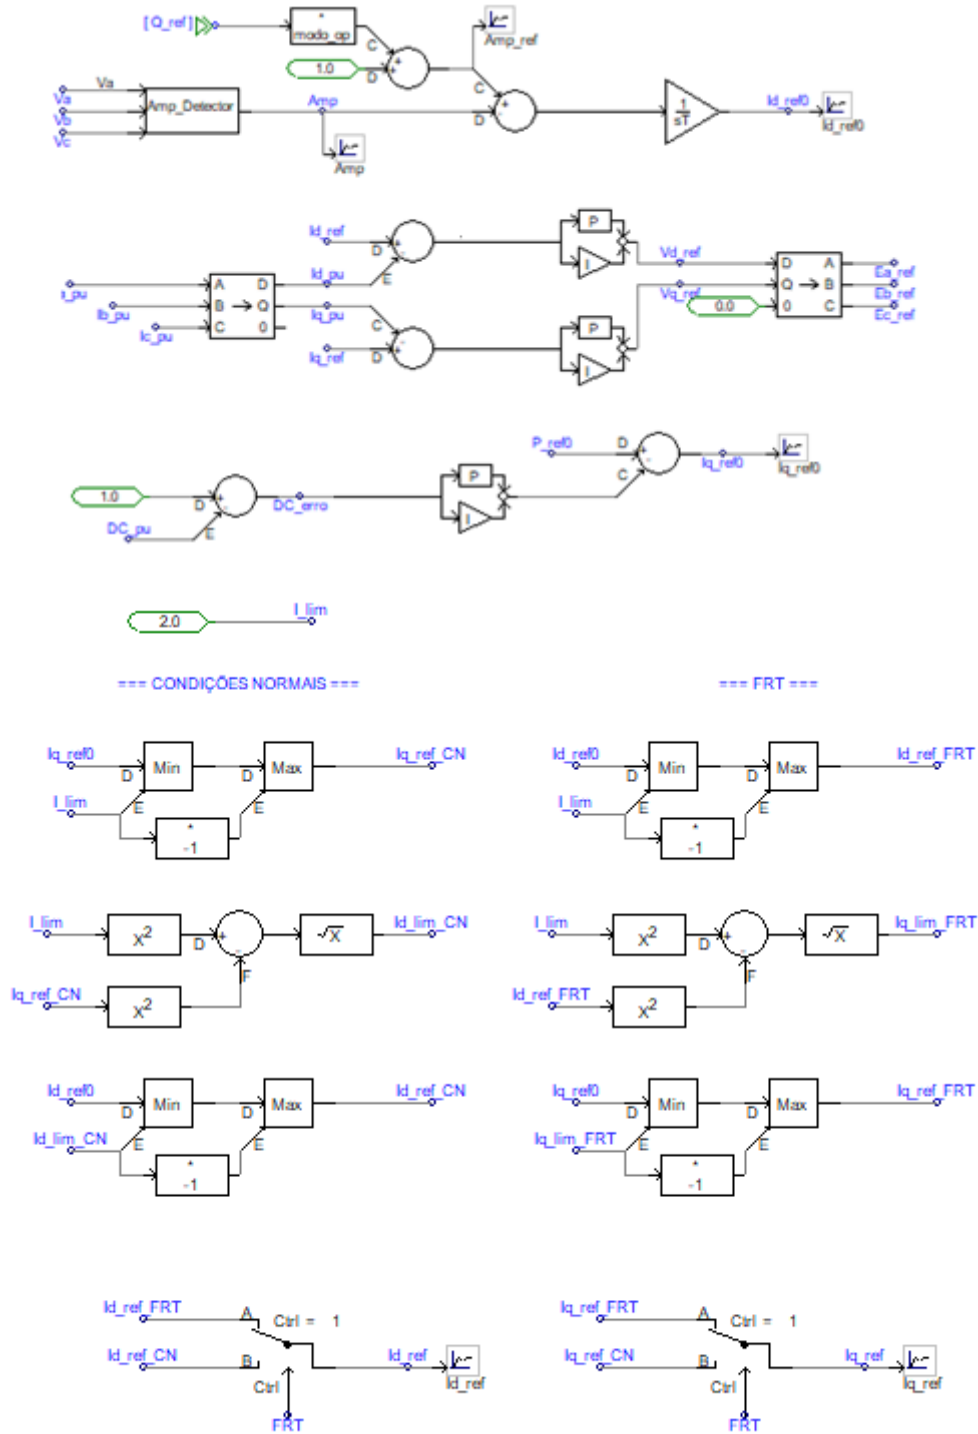 [Q_ref]
*
modo_op
C
Amp_ref
1.0
D
+
+
C
Va
Va
Vb
Vc
Amp_Detector
Amp
D
+
-
1
sT
Id_ref0
Id_ref0
Amp
Id_ref
D
+
-
P
I
Id_pu
E
Vd_ref
A
B
C
D
Q
0
Ib_pu
Iq_pu
C
Ic_pu
Iq_ref
D
+
-
P
I
Vq_ref
0.0
D
Q
0
A
B
C
Ea_ref
Eb_ref
Ec_ref
P_ref0
D
+
-
C
Iq_ref0
Iq_ref0
1.0
D
+
-
DC_erro
P
I
DC_pu
E
2.0
I_lim
=== CONDIÇÕES NORMAIS ===
=== FRT ===
Iq_ref0
D
Min
D
Max
Iq_ref_CN
I_lim
E
E
*
-1
Id_ref0
D
Min
D
Max
Id_ref_FRT
I_lim
E
E
*
-1
I_lim
X²
D
+
-
F
√X
Id_lim_CN
Iq_ref_CN
X²
I_lim
X²
D
+
-
F
√X
Iq_lim_FRT
Id_ref_FRT
X²
Id_ref0
D
Min
D
Max
Id_ref_CN
Id_lim_CN
E
E
*
-1
Iq_ref0
D
Min
D
Max
Iq_ref_FRT
Iq_lim_FRT
E
E
*
-1
Id_ref_FRT
A
Ctrl = 1
Id_ref_CN
B
Id_ref
Id_ref
Ctrl
FRT
Iq_ref_FRT
A
Ctrl = 1
Iq_ref_CN
B
Iq_ref
Iq_ref
Ctrl
FRT